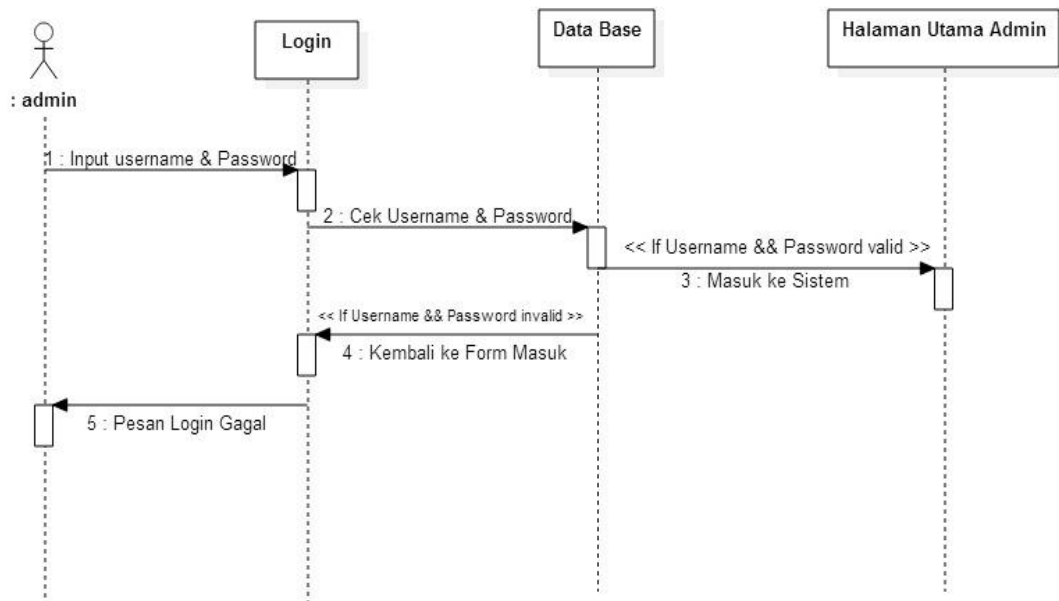 Login
Data Base
Halaman Utama Admin
: admin
1 : Input username & Password
2 : Cek Username & Password
<< If Username && Password valid >>
3 : Masuk ke Sistem
<< If Username && Password invalid >>
4 : Kembali ke Form Masuk
5 : Pesan Login Gagal